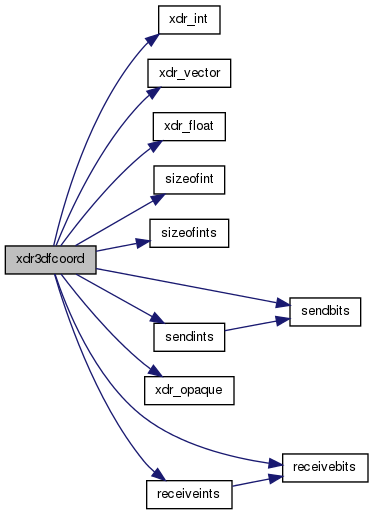 xdr_int
xdr_vector
xdr_float
sizeofint
sizeofints
xdr3dfcoord
sendbits
sendints
xdr_opaque
receivebits
receiveints